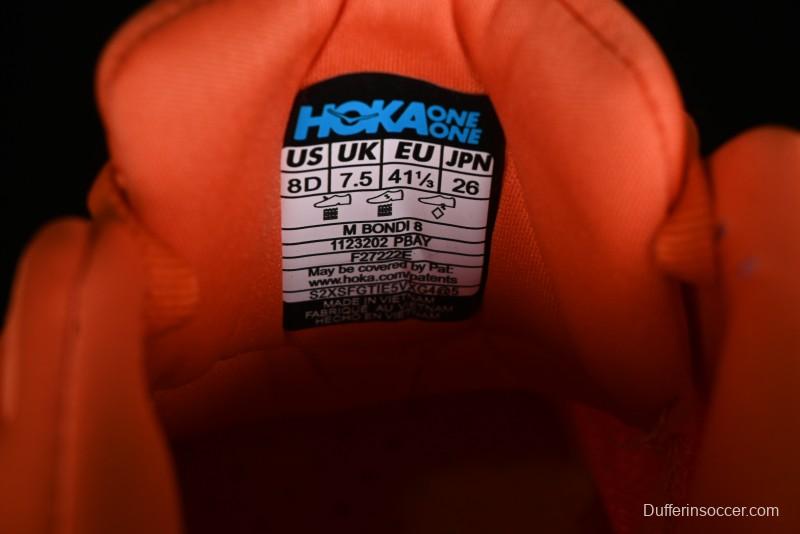 HOKA ONE ONE
US UK EU JPN
8D 7.5 41⅓ 26
M BONDI 8
1123202 PBAY
F27222E
May be covered by Pat:
www.hoka.com/patents
MADE IN VIETNAM
FABRIQUÉ AU VIETNAM
HECHO EN VIETNAM
Dufferinsoccer.com